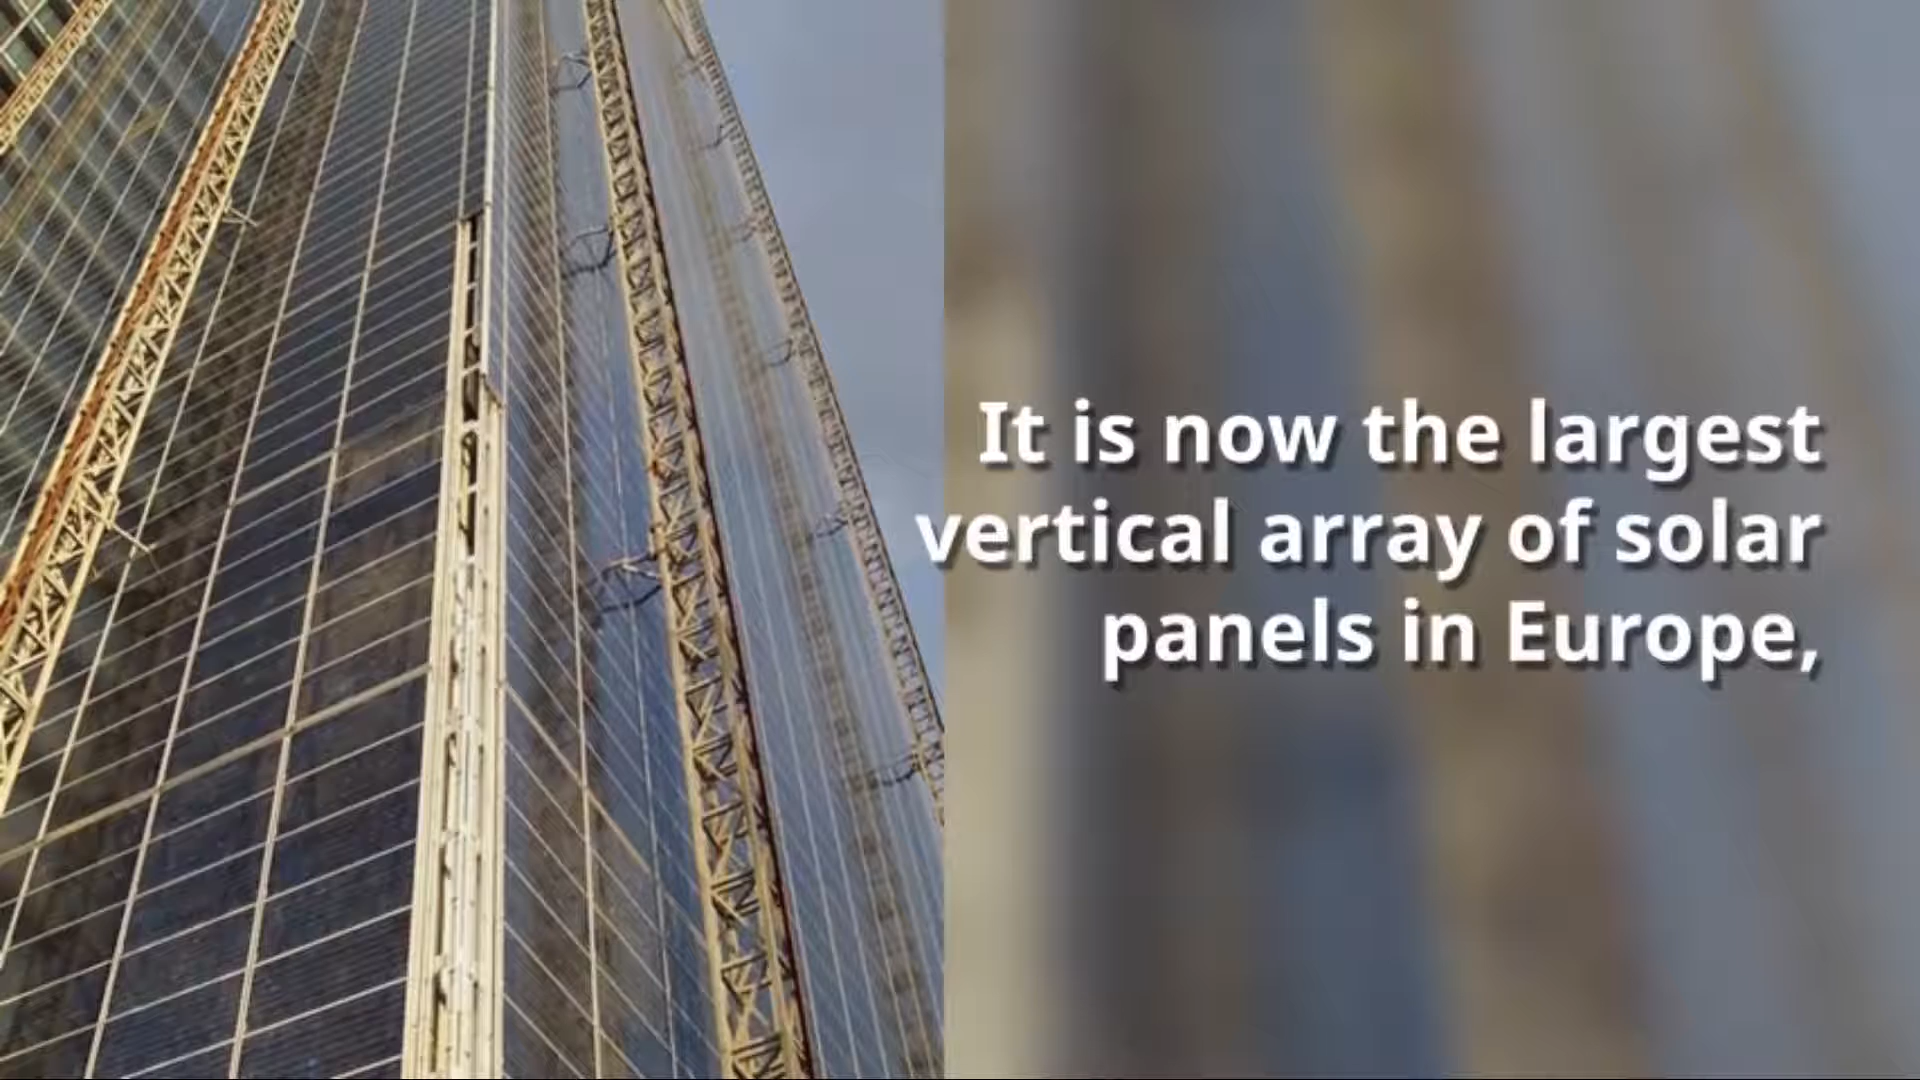 It is now the largest
vertical array of solar
panels in Europe,